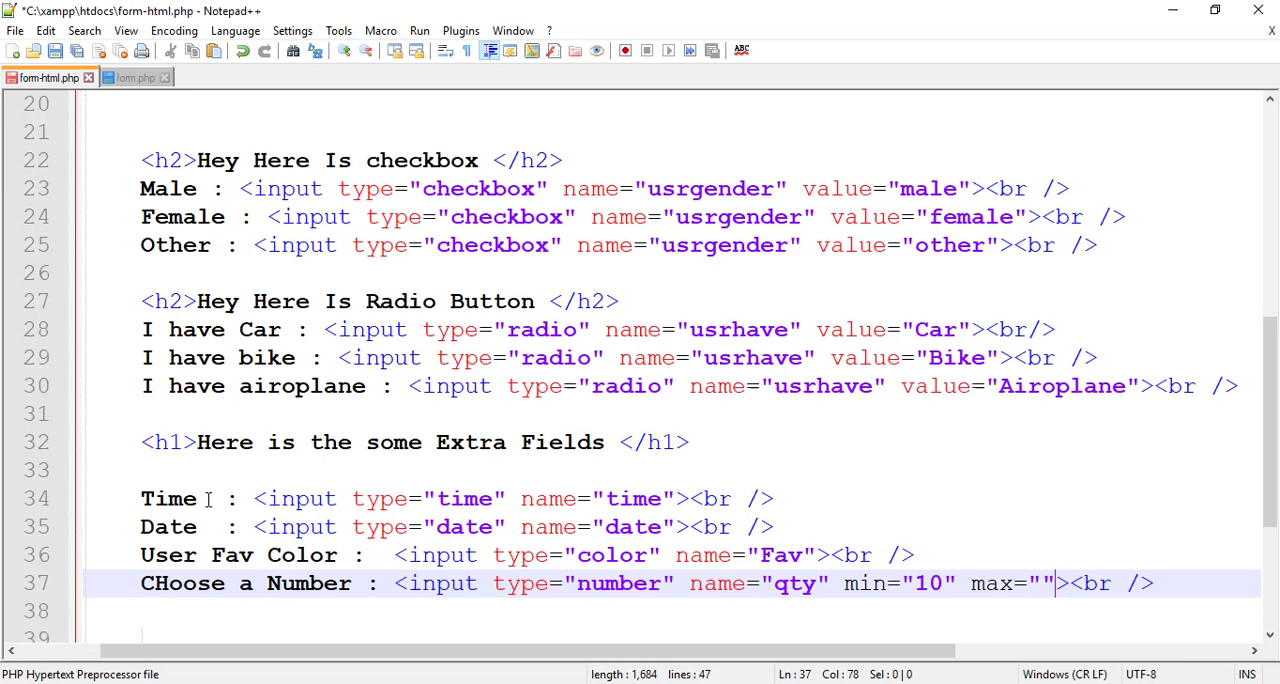 *C:\xampp\htdocs\form-html.php - Notepad++
File Edit Search View Encoding Language Settings Tools Macro Run Plugins Window ? X
ABC
form-html.php form.php
20
21
22 <h2>Hey Here Is checkbox </h2>
23 Male : <input type="checkbox" name="usrgender" value="male"><br />
24 Female : <input type="checkbox" name="usrgender" value="female"><br />
25 Other : <input type="checkbox" name="usrgender" value="other"><br />
26
27 <h2>Hey Here Is Radio Button </h2>
28 I have Car : <input type="radio" name="usrhave" value="Car"><br/>
29 I have bike : <input type="radio" name="usrhave" value="Bike"><br />
30 I have airoplane : <input type="radio" name="usrhave" value="Airoplane"><br />
31
32 <h1>Here is the some Extra Fields </h1>
33
34 Time : <input type="time" name="time"><br />
35 Date  : <input type="date" name="date"><br />
36 User Fav Color :  <input type="color" name="Fav"><br />
37 CHoose a Number : <input type="number" name="qty" min="10" max=""><br />
38
39
PHP Hypertext Preprocessor file length : 1,684 lines : 47 Ln : 37 Col : 78 Sel : 0 | 0 Windows (CR LF) UTF-8 INS